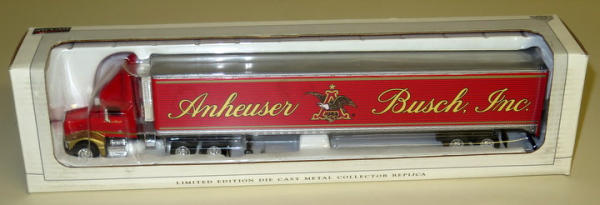 Anheuser Busch, Inc.
LIMITED EDITION DIE CAST METAL COLLECTOR REPLICA